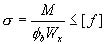 σ = M / (ϕ_b W_x) ≤ [f]